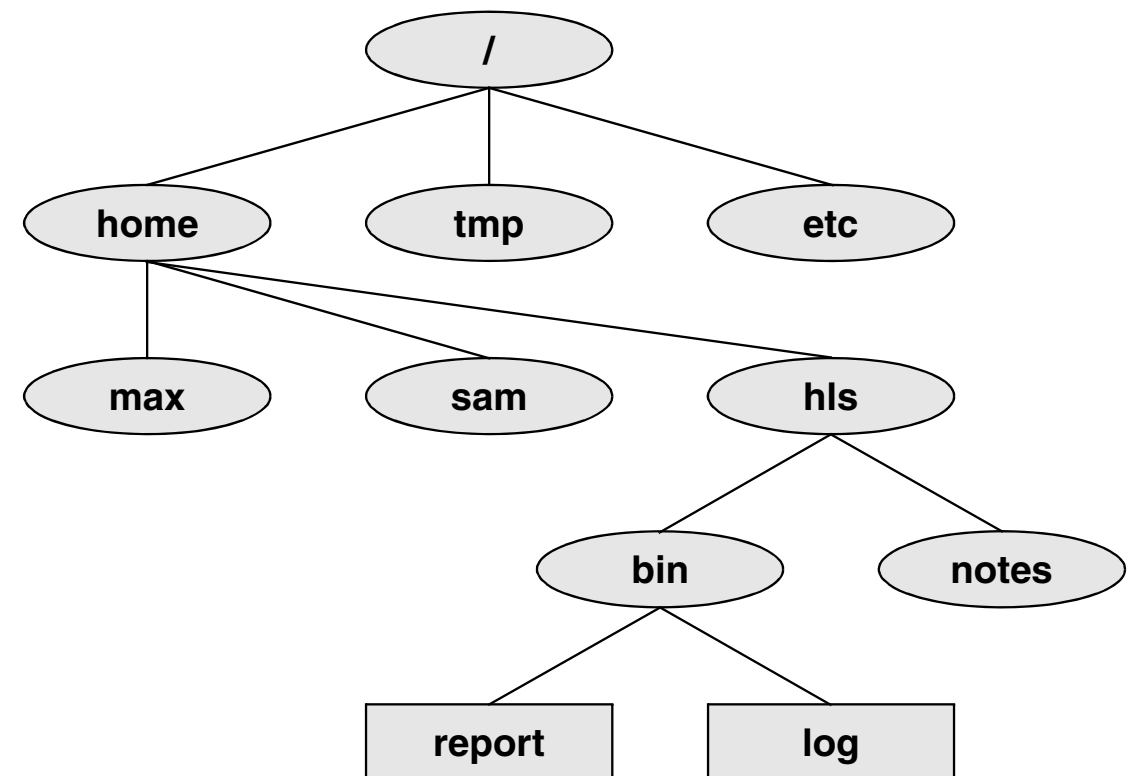 /
home tmp etc
max sam hls
bin notes
report log